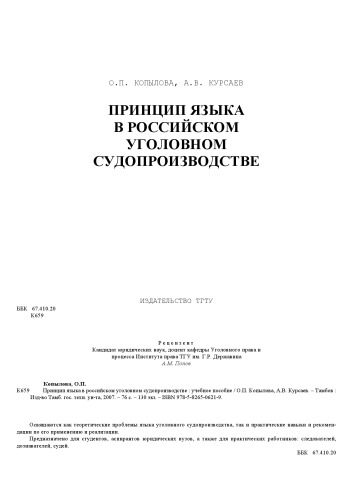 О.П. КОПЫЛОВА, А.В. КУРСАЕВ
ПРИНЦИП ЯЗЫКА
В РОССИЙСКОМ
УГОЛОВНОМ
СУДОПРОИЗВОДСТВЕ
ИЗДАТЕЛЬСТВО ТГТУ
ББК 67.410.20
К659
Рецензент
Кандидат юридических наук, доцент кафедры Уголовного права и
процесса Института права ТГУ им. Г.Р. Державина
А.М. Попов
Копылова, О.П.
К659 Принцип языка в российском уголовном судопроизводстве : учебное пособие / О.П. Копылова, А.В. Курсаев. – Тамбов :
Изд-во Тамб. гос. техн. ун-та, 2007. – 76 с. – 130 экз. – ISBN 978-5-8265-0621-9.
Освящаются как теоретические проблемы языка уголовного судопроизводства, так и практические навыки и рекомен-
дации по его применению и реализации.
Предназначено для студентов, аспирантов юридических вузов, а также для практических работников: следователей,
дознавателей, судей.
ББК 67.410.20